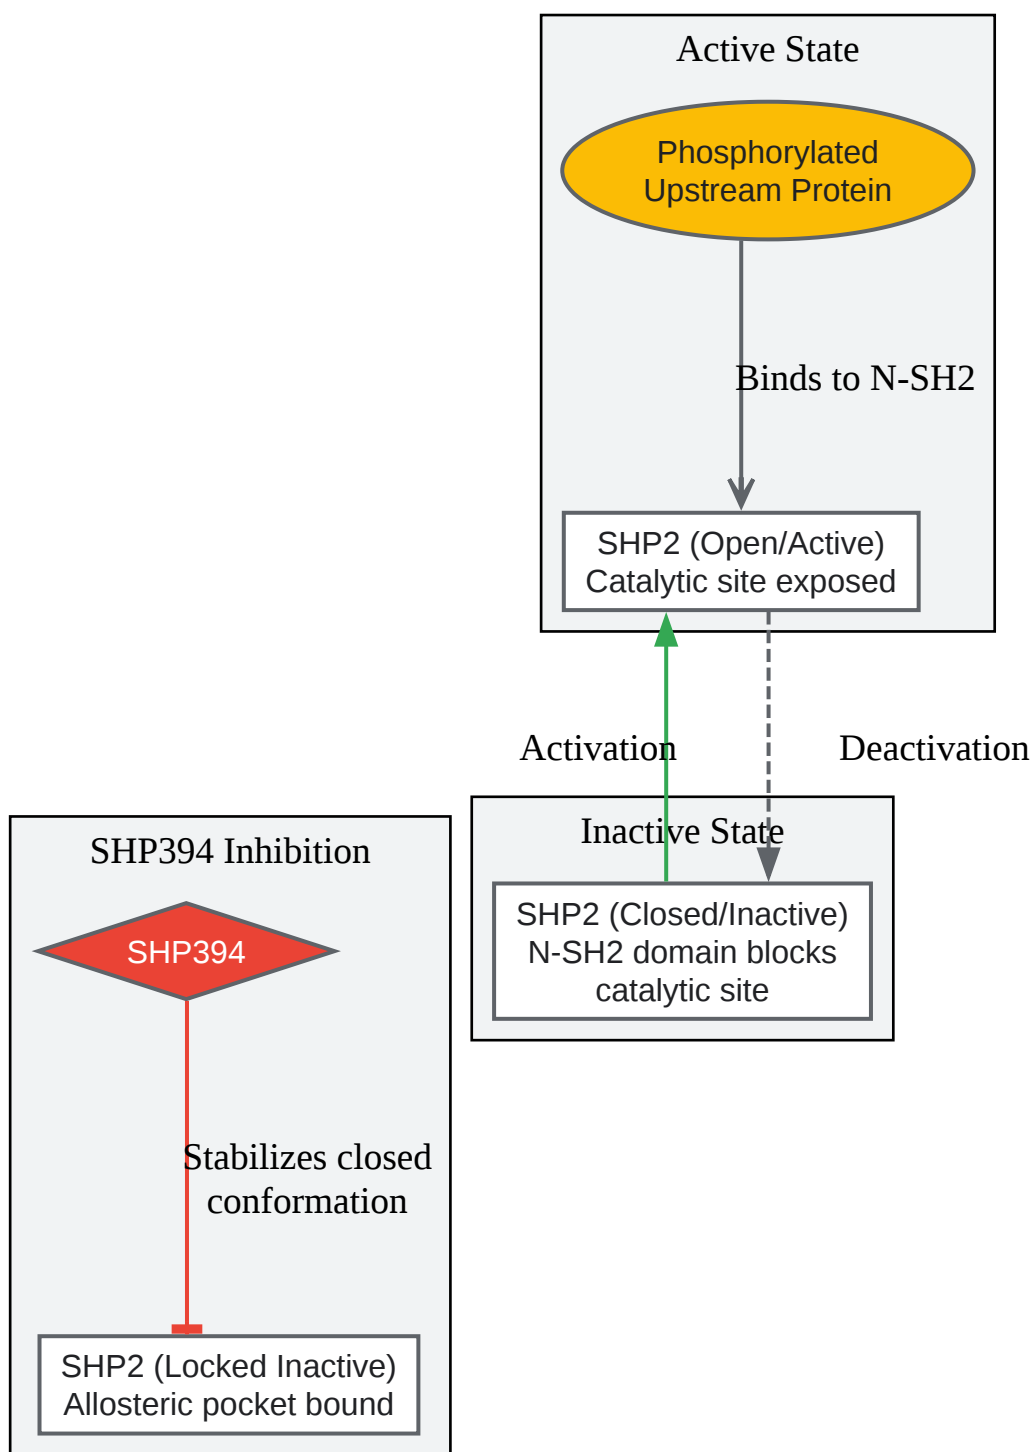 Active State
Phosphorylated
Upstream Protein
Binds to N-SH2
SHP2 (Open/Active)
Catalytic site exposed
Activation
Deactivation
Inactive State
SHP2 (Closed/Inactive)
N-SH2 domain blocks
catalytic site
SHP394 Inhibition
SHP394
Stabilizes closed
conformation
SHP2 (Locked Inactive)
Allosteric pocket bound